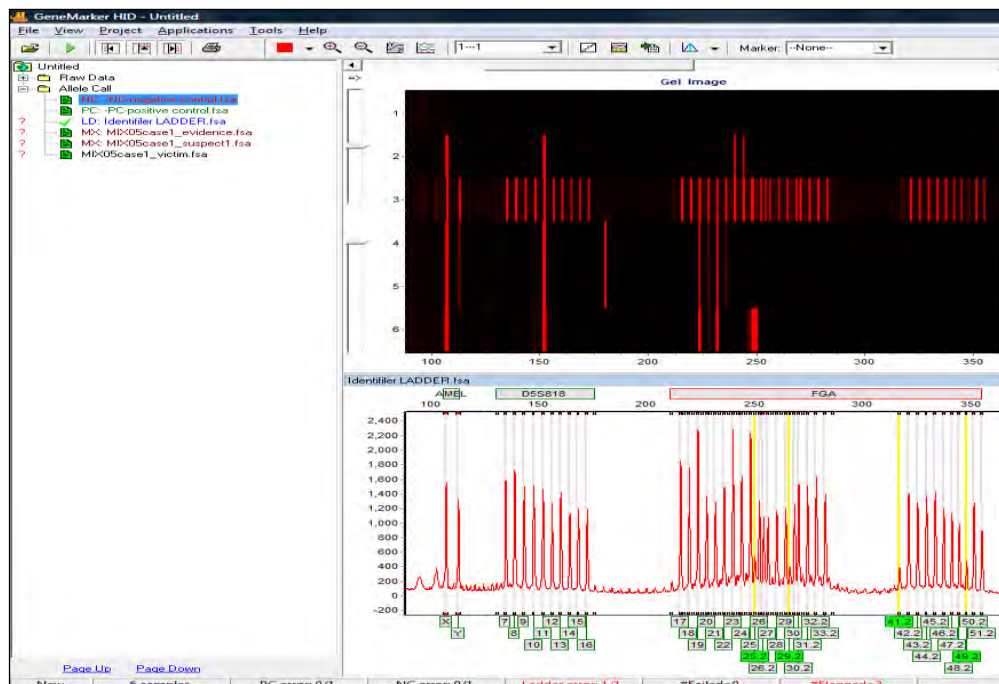 GeneMarker HID - Untitled
File View Project Applications Tools Help
1---1 Marker: --None--
Untitled
Raw Data
Allele Call
PC: -PC-positive control.fsa
LD: Identifiler LADDER.fsa
MX: MIX05case1_evidence.fsa
MX: MIX05case1_suspect1.fsa
MIX05case1_victim.fsa
? ? ? ?
Page Up Page Down
=>
Gel Image
1
2
3
4
5
6
100 150 200 250 300 350
Identifiler LADDER.fsa
AMEL D5S818 FGA
100 150 200 250 300 350
2,400
2,200
2,000
1,800
1,600
1,400
1,200
1,000
800
600
400
200
0
-200
X 7 9 12 15 17 20 23 26 29 32.2 41.2 45.2 50.2
Y 8 11 14 18 21 24 27 30 33.2 42.2 46.2 51.2
10 13 16 19 22 25 28 31.2 43.2 47.2
25.2 29.2 44.2 49.2
26.2 30.2 48.2
6 samples